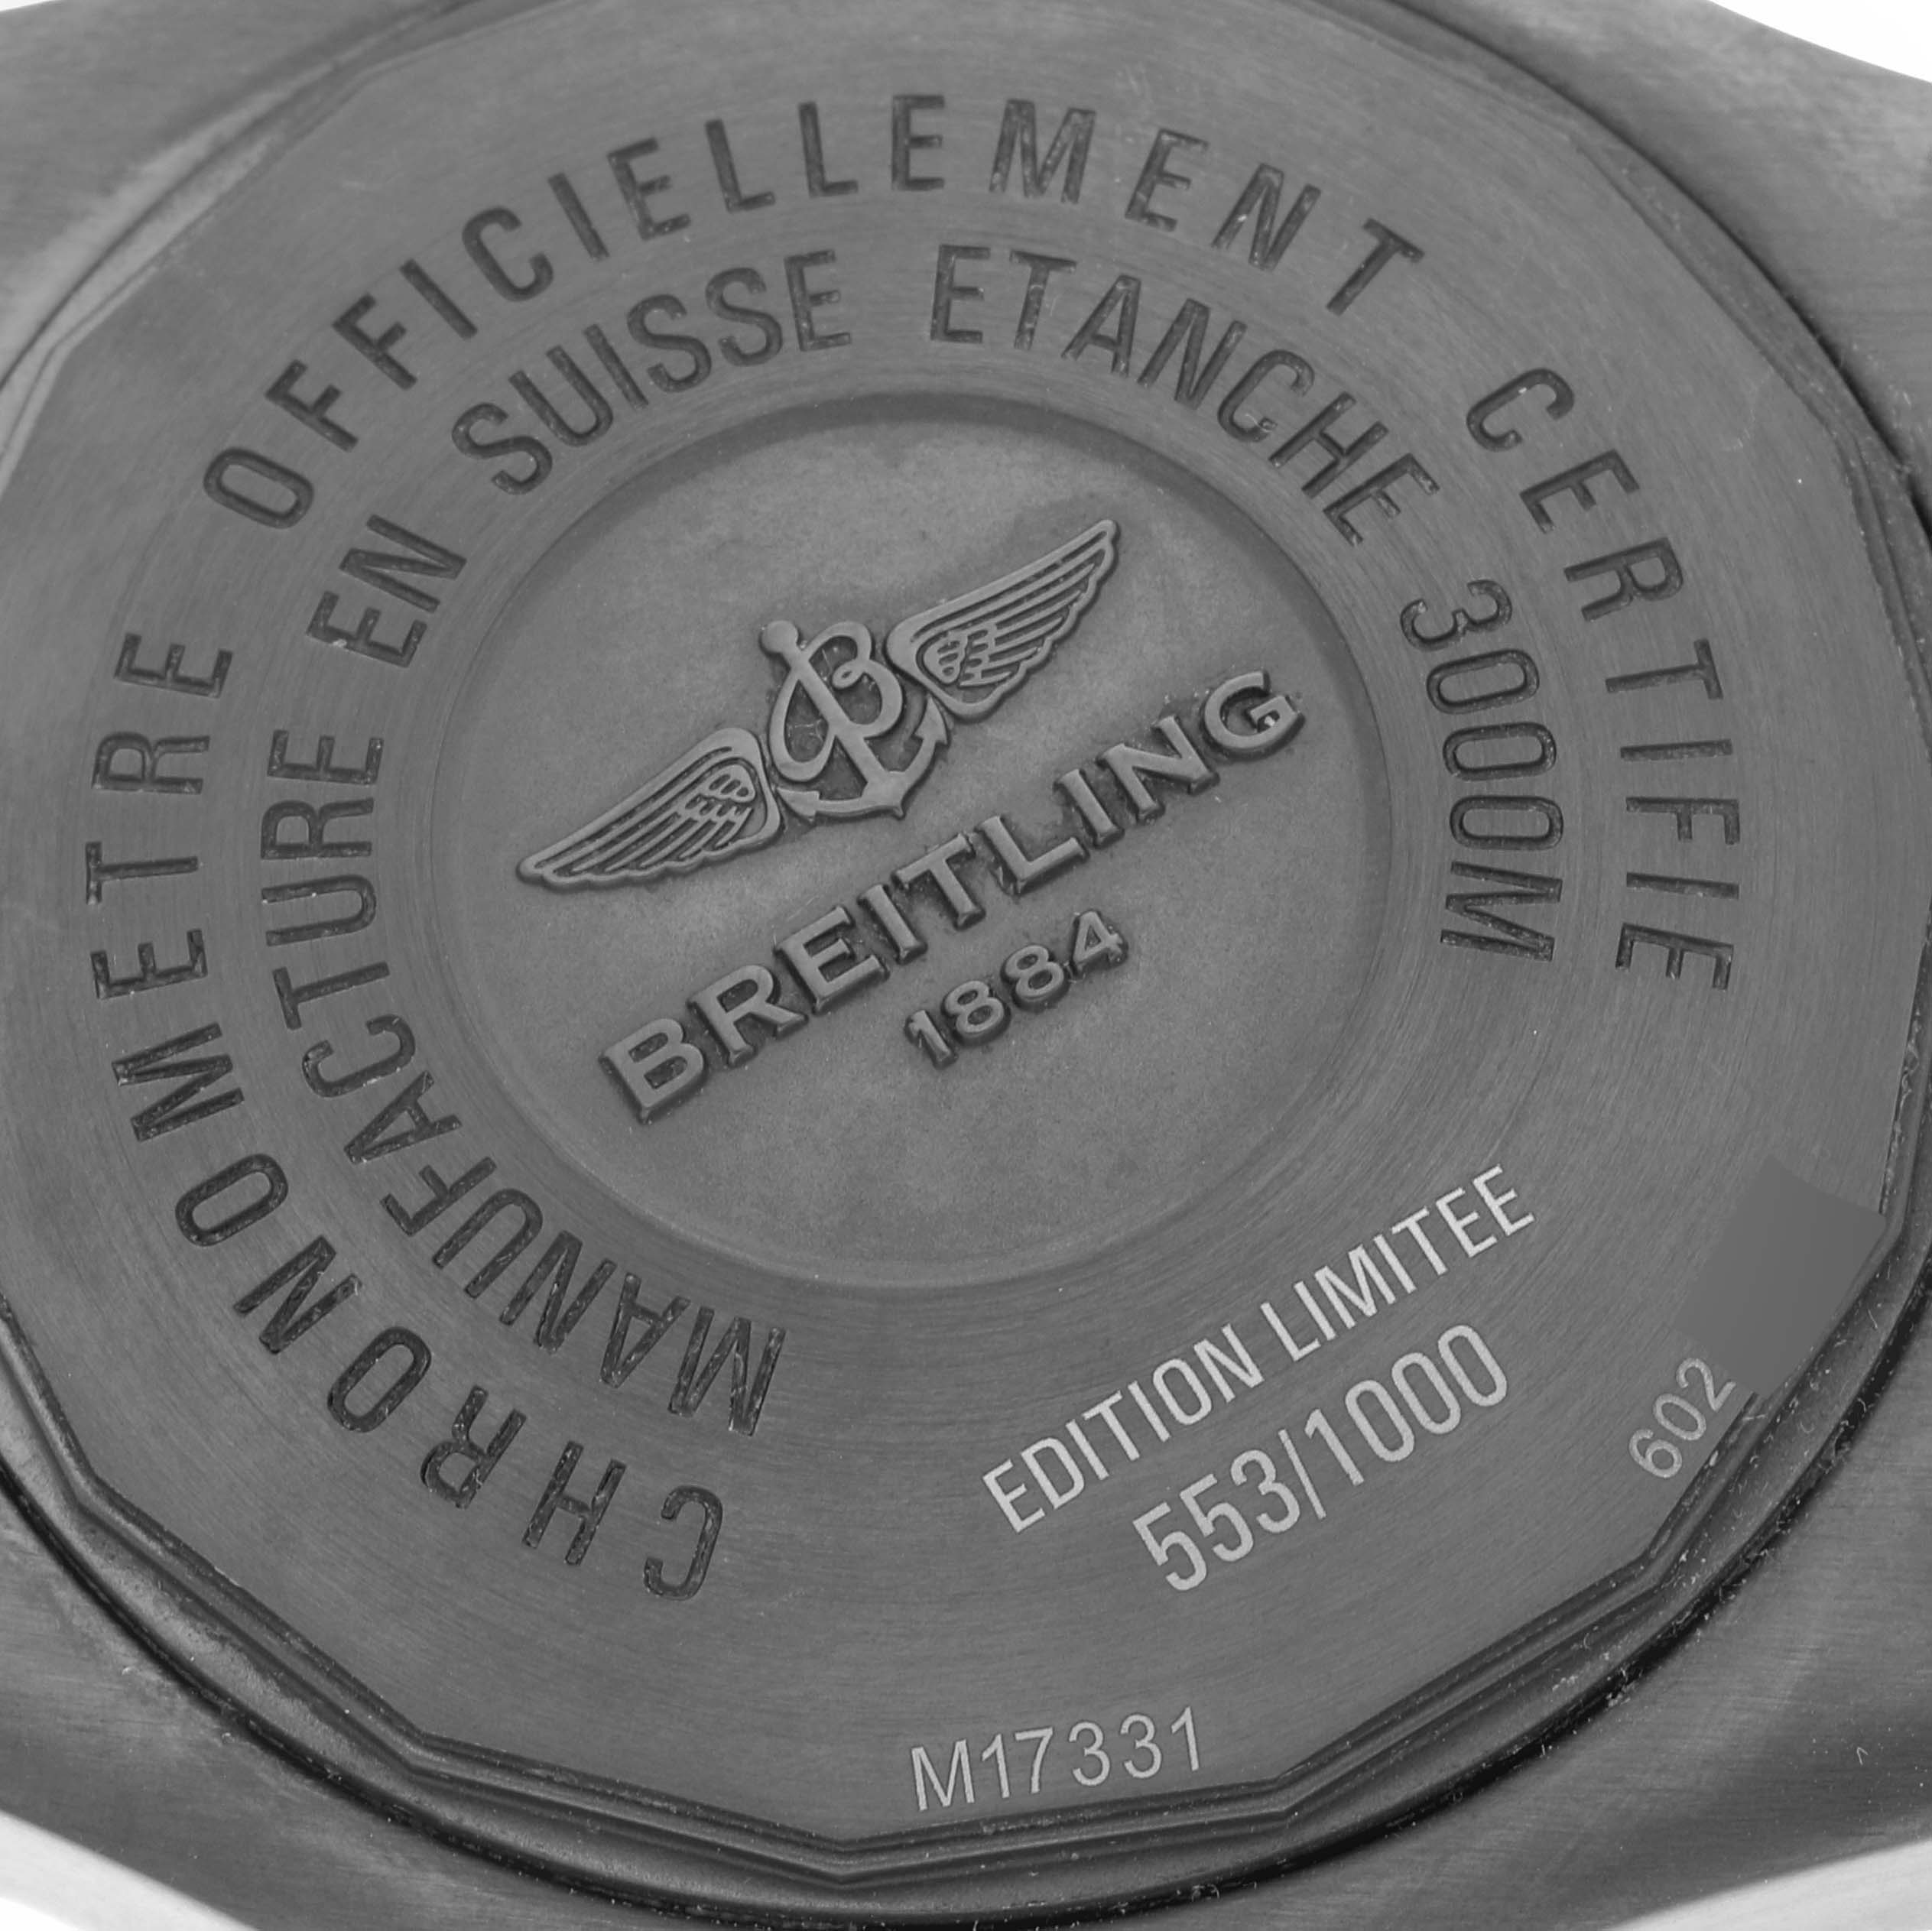 CHRONOMETRE OFFICIELLEMENT CERTIFIE
MANUFACTURE EN SUISSE ETANCHE 3000M
B
BREITLING
1884
EDITION LIMITEE
553/1000
602
M17331